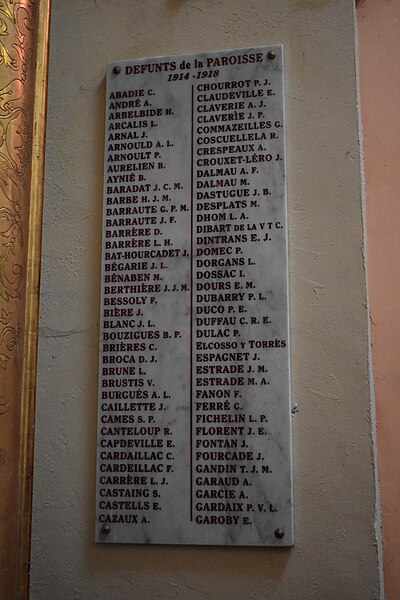 DEFUNTS de la PAROISSE
1914-1918
ABADIE C.
ANDRÉ A.
ARBELBIDE H.
ARCALIS L.
ARNAL J.
ARNOULD A. L.
ARNOULT P.
AURELIEN B.
AYNIÉ B.
BARADAT J. C. M.
BARBE H. J. M.
BARRAUTE G. P. M.
BARRAUTE J. F.
BARRÈRE D.
BARRÈRE L. H.
BAT-HOURCADET J.
BÉGARIE J. L.
BÉNABEN M.
BERTHIÈRE J. J. M.
BESSOLY F.
BIÈRE J.
BLANC J. L.
BOUZIGUES B. P.
BRIÈRES C.
BROCA D. J.
BRUNE L.
BRUSTIS V.
BURGUÉS A. L.
CAILLETTE J.
CAMES S. P.
CANTELOUP R.
CAPDEVILLE E.
CARDAILLAC C.
CARDEILLAC F.
CARRÈRE L. J.
CASTAING S.
CASTELLS E.
CAZAUX A.
CHOURROT P. J.
CLAUDEVILLE E.
CLAVERIE A. J.
CLAVERIE J. P.
COMMAZEILLES G.
COSCUELLELA R.
CRESPEAUX A.
CROUXET-LÉRO J.
DALMAU A. F.
DALMAU M.
DASTUGUE J. B.
DESPLATS M.
DHOM L. A.
DIBART DE LA V T C.
DINTRANS E. J.
DOMEC P.
DORGANS L.
DOSSAC I.
DOURS E. M.
DUBARRY P. L.
DUCO P. E.
DUFFAU C. R. E.
DULAC P.
ELCOSSO Y TORRÈS
ESPAGNET J.
ESTRADE J. M.
ESTRADE M. A.
FANON F.
FERRÉ G.
FICHELIN L. P.
FLORENT J. E.
FONTAN J.
FOURCADE J.
GANDIN T. J. M.
GARAUD A.
GARCIE A.
GARDAIX P. V. L.
GAROBY E.